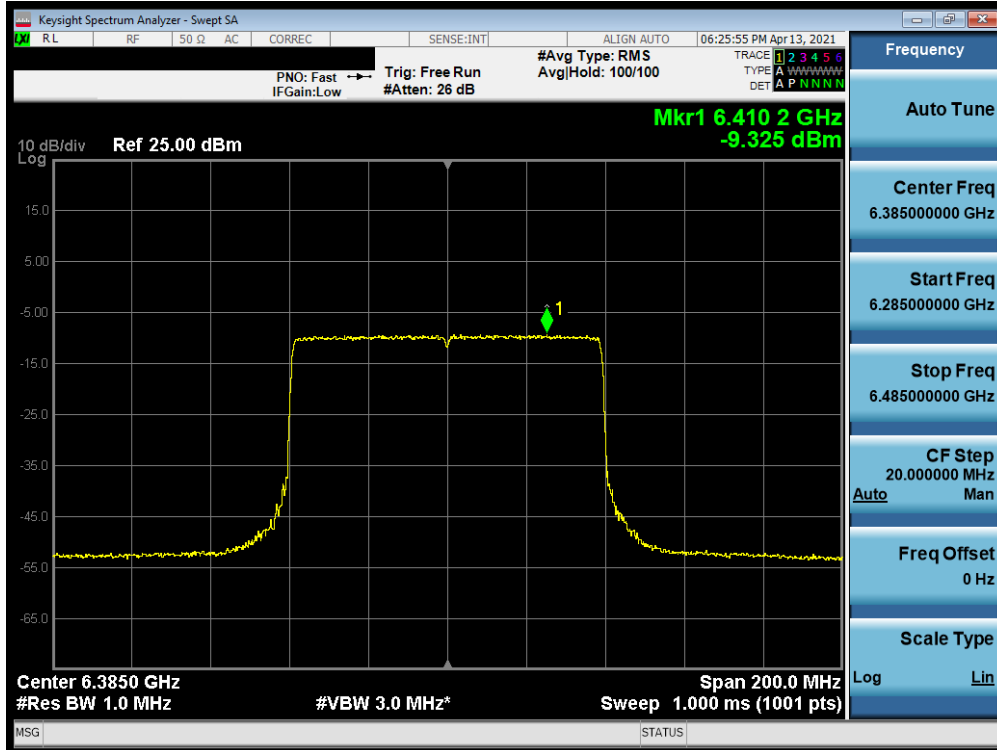 Keysight Spectrum Analyzer - Swept SA
LXI RL RF 50 Ω AC CORREC SENSE:INT ALIGN AUTO 06:25:55 PM Apr 13, 2021
PNO: Fast
IFGain:Low
Trig: Free Run
#Atten: 26 dB
#Avg Type: RMS
Avg|Hold: 100/100
TRACE 1 2 3 4 5 6
TYPE A WWWWW
DET A P N N N N
Mkr1 6.410 2 GHz
-9.325 dBm
10 dB/div Ref 25.00 dBm
Log
15.0
5.00
-5.00
-15.0
-25.0
-35.0
-45.0
-55.0
-65.0
1
Center 6.3850 GHz Span 200.0 MHz
#Res BW 1.0 MHz #VBW 3.0 MHz* Sweep 1.000 ms (1001 pts)
MSG STATUS
Frequency
Auto Tune
Center Freq
6.385000000 GHz
Start Freq
6.285000000 GHz
Stop Freq
6.485000000 GHz
CF Step
20.000000 MHz
Auto Man
Freq Offset
0 Hz
Scale Type
Log Lin